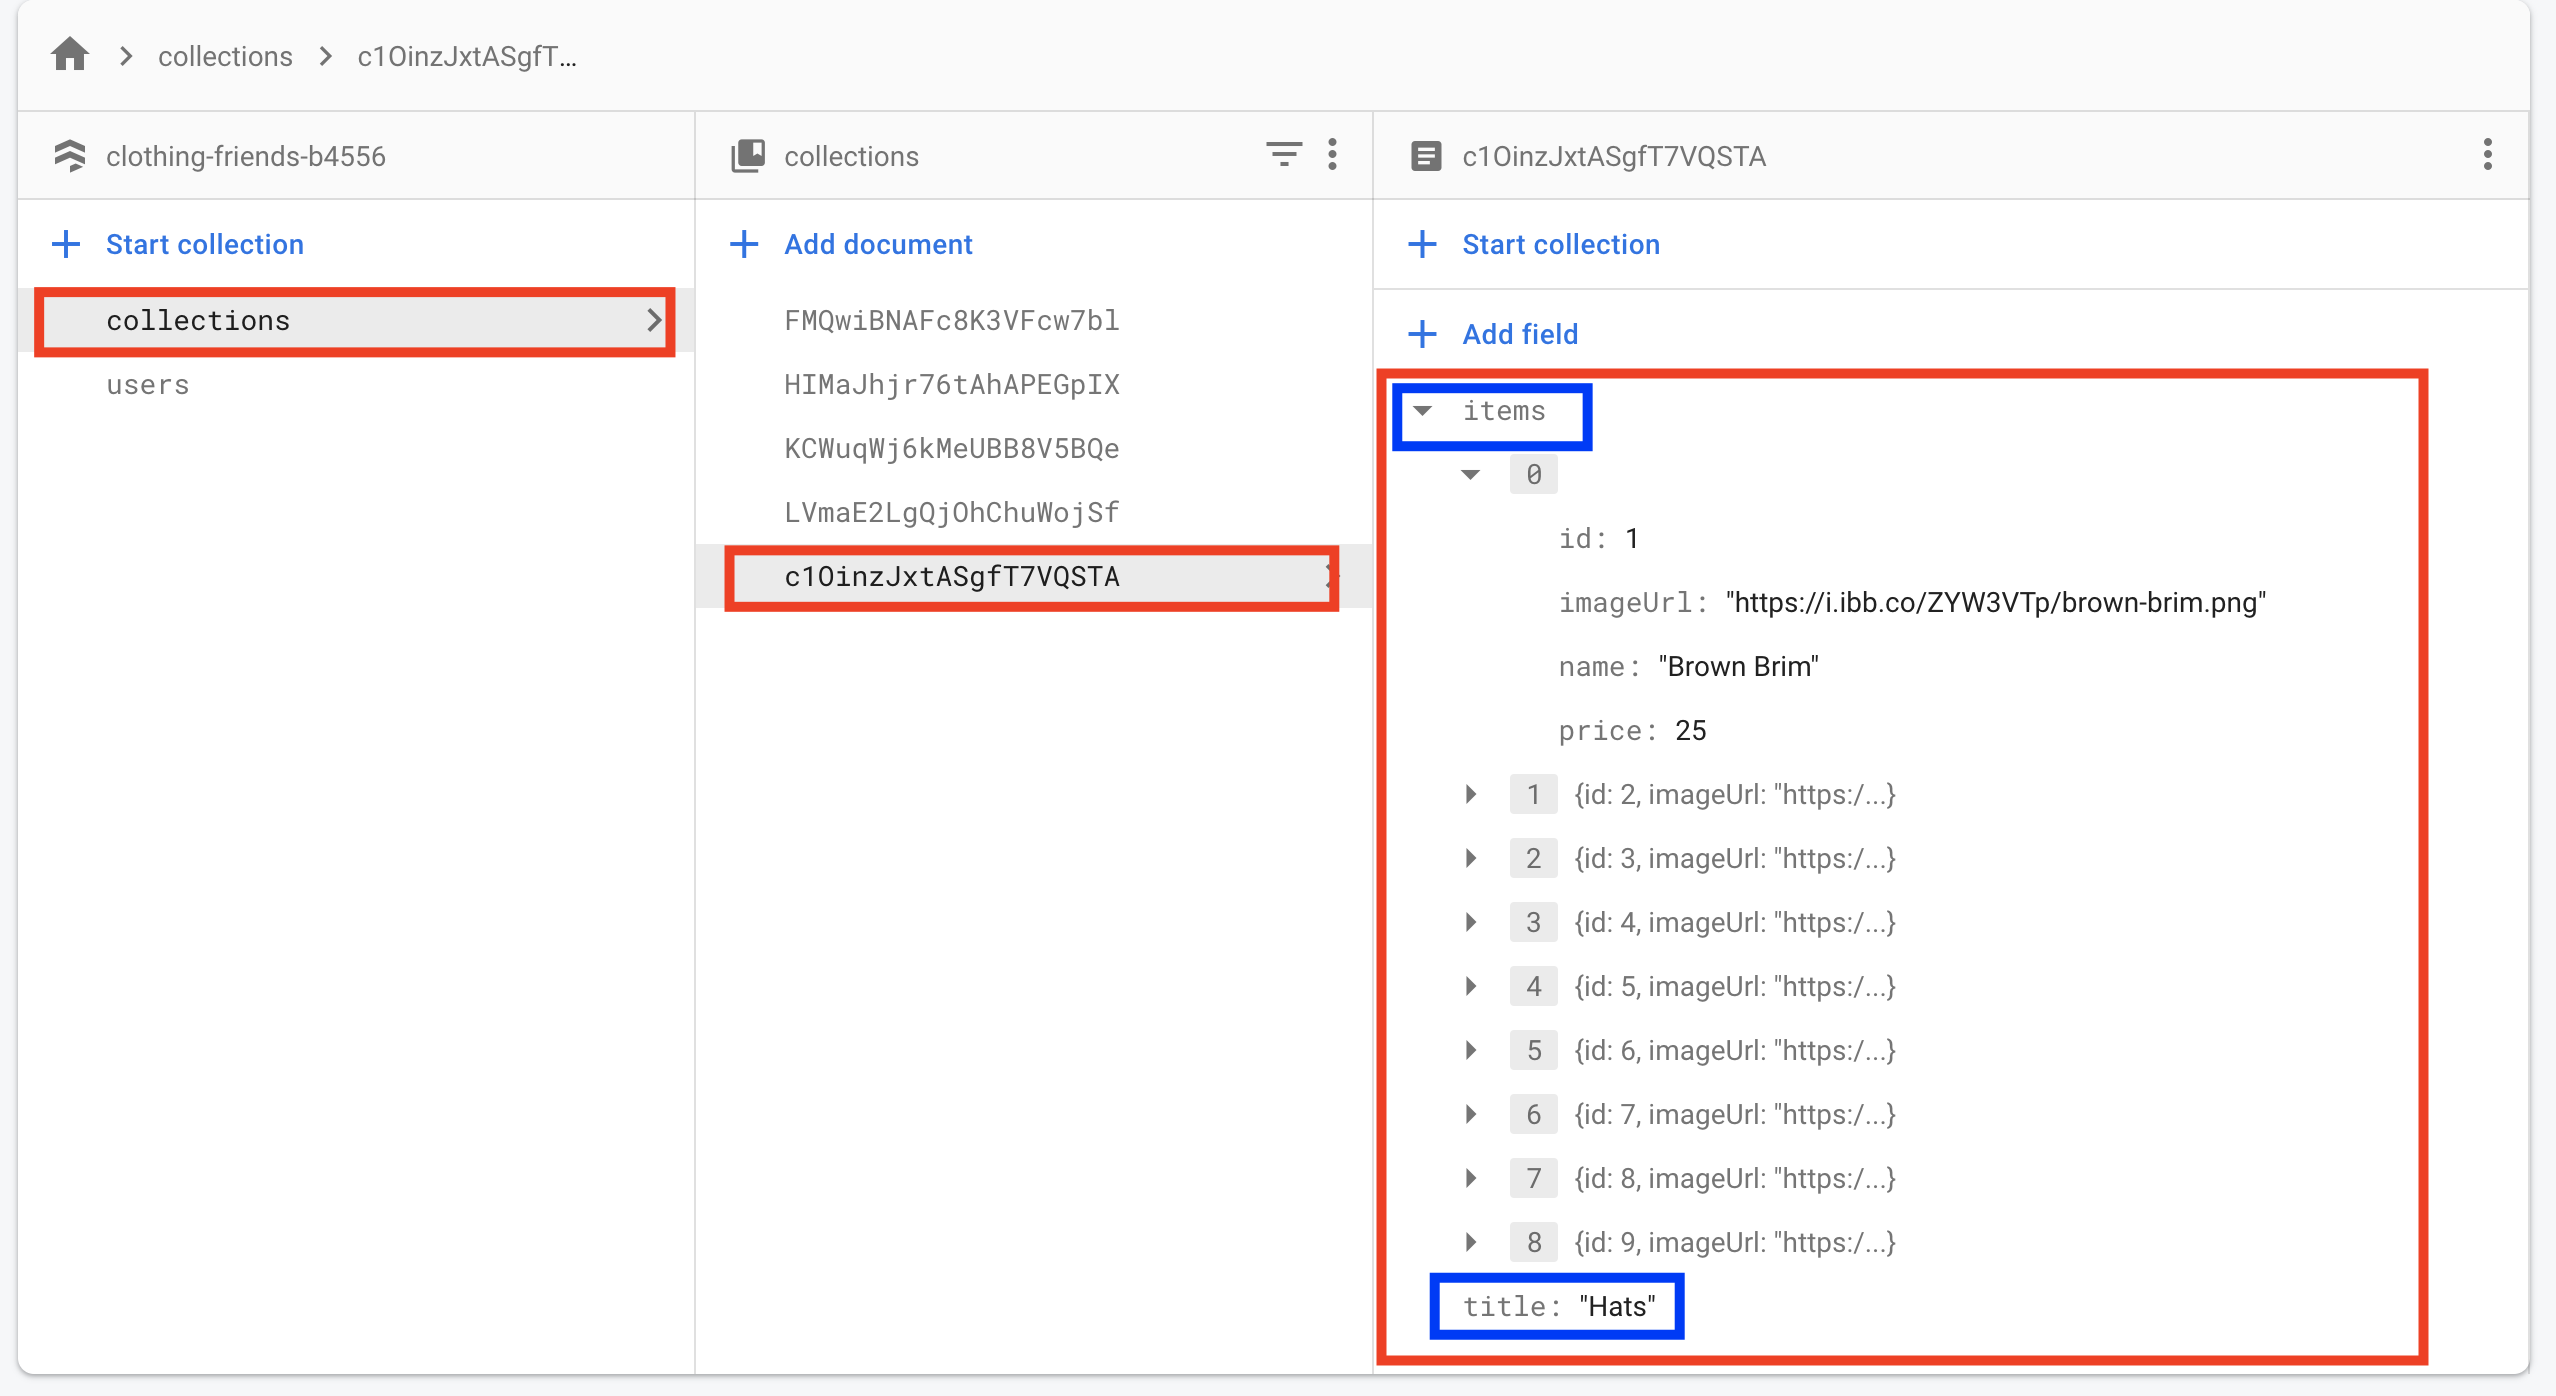 collections
c1OinzJxtASgfT...
clothing-friends-b4556
Start collection
collections
users
collections
Add document
FMQwiBNAFc8K3VFcw7bl
HIMaJhjr76tAhAPEGpIX
KCWuqWj6kMeUBB8V5BQe
LVmaE2LgQjOhChuWojSf
c1OinzJxtASgfT7VQSTA
c1OinzJxtASgfT7VQSTA
Start collection
Add field
items
0
id: 1
imageUrl: "https://i.ibb.co/ZYW3VTp/brown-brim.png"
name: "Brown Brim"
price: 25
1 {id: 2, imageUrl: "https:/...}
2 {id: 3, imageUrl: "https:/...}
3 {id: 4, imageUrl: "https:/...}
4 {id: 5, imageUrl: "https:/...}
5 {id: 6, imageUrl: "https:/...}
6 {id: 7, imageUrl: "https:/...}
7 {id: 8, imageUrl: "https:/...}
8 {id: 9, imageUrl: "https:/...}
title: "Hats"